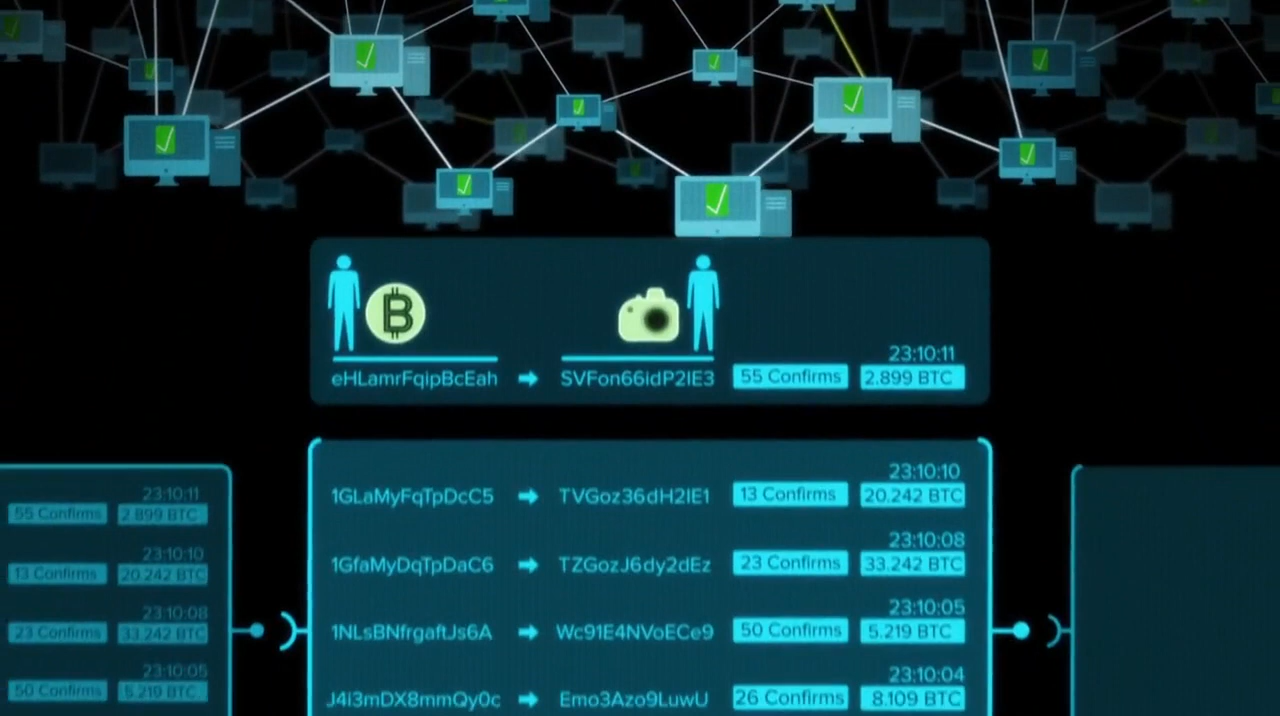 23:10:11
eHLamrFqipBcEah SVFon66idP2IE3 55 Confirms 2.899 BTC
23:10:10
1GLaMyFqTpDcC5 TVGoz36dH2IE1 13 Confirms 20.242 BTC
23:10:08
1GfaMyDqTpDaC6 TZGozJ6dy2dEz 23 Confirms 33.242 BTC
23:10:05
1NLsBNfrgaftJs6A Wc91E4NVoECe9 50 Confirms 5.219 BTC
23:10:04
J4I3mDX8mmQy0c Emo3Azo9LuwU 26 Confirms 8.109 BTC
23:10:11
55 Confirms 2.899 BTC
23:10:10
13 Confirms 20.242 BTC
23:10:08
23 Confirms 33.242 BTC
23:10:05
50 Confirms 5.219 BTC